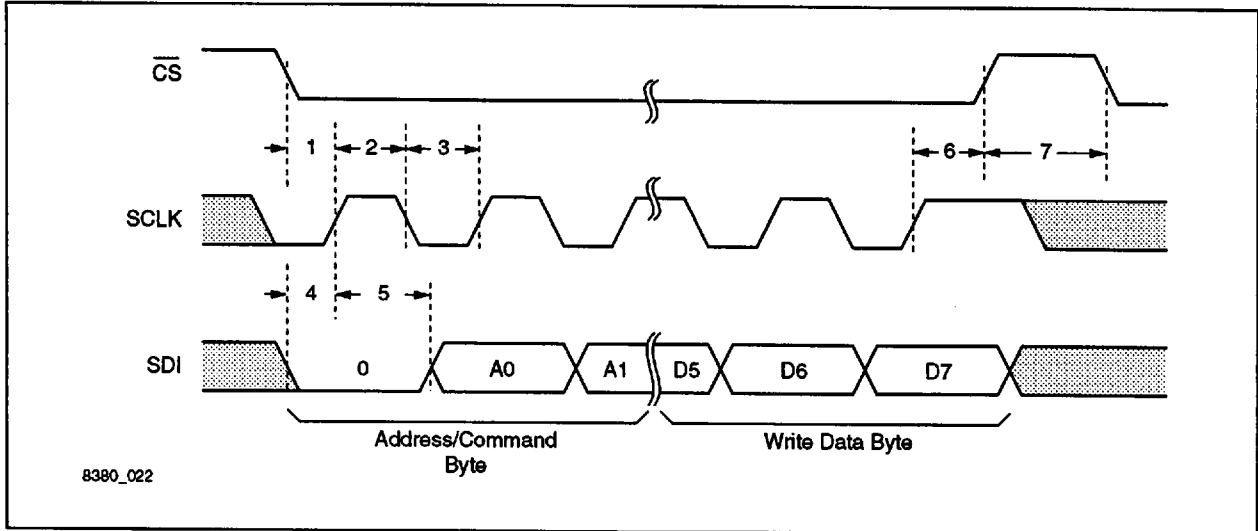 CS
1 2 3 6 7
SCLK
4 5
SDI 0 A0 A1 D5 D6 D7
Address/Command
Byte
Write Data Byte
8380_022